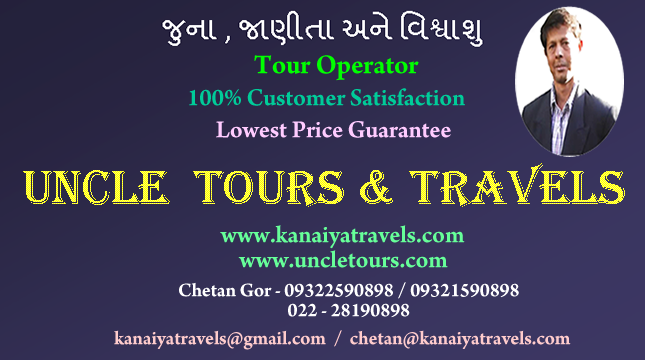 જુના , જાણીતા અને વિશ્વાશુ
Tour Operator
100% Customer Satisfaction
Lowest Price Guarantee
UNCLE TOURS & TRAVELS
www.kanaiyatravels.com
www.uncletours.com
Chetan Gor - 09322590898 / 09321590898
022 - 28190898
kanaiyatravels@gmail.com / chetan@kanaiyatravels.com